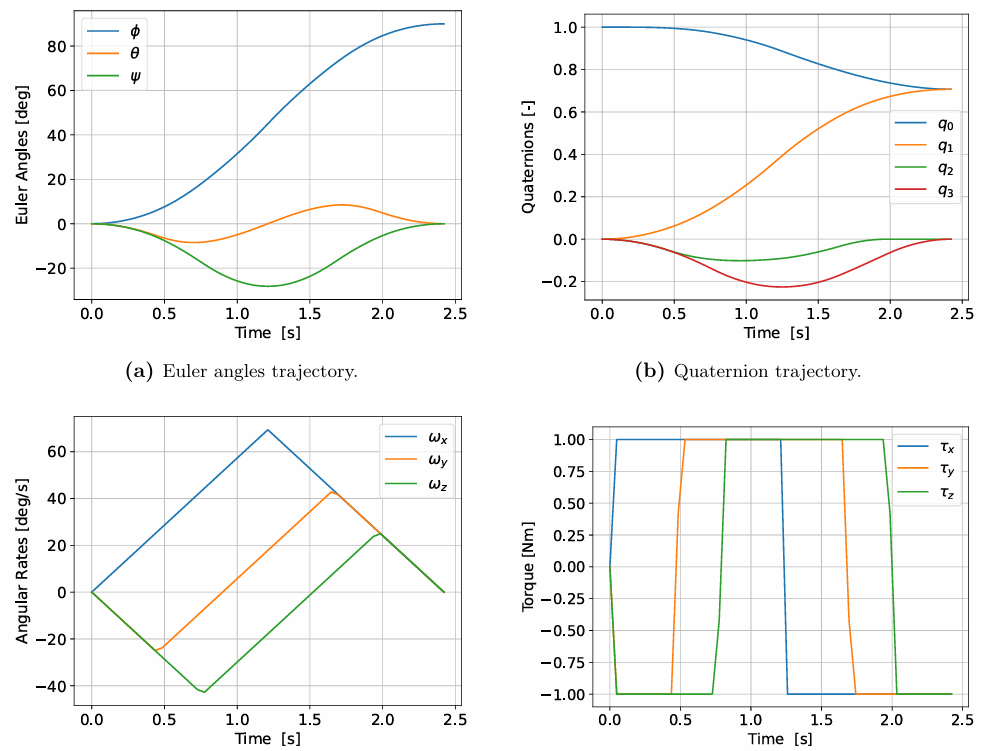 80
60
40
20
0
−20
0.0 0.5 1.0 1.5 2.0 2.5
Time [s]
Euler Angles [deg]
ϕ
θ
ψ
(a) Euler angles trajectory.
1.0
0.8
0.6
0.4
0.2
0.0
−0.2
0.0 0.5 1.0 1.5 2.0 2.5
Time [s]
Quaternions [-]
q0
q1
q2
q3
(b) Quaternion trajectory.
60
40
20
0
−20
−40
0.0 0.5 1.0 1.5 2.0 2.5
Time [s]
Angular Rates [deg/s]
ωx
ωy
ωz
1.00
0.75
0.50
0.25
0.00
−0.25
−0.50
−0.75
−1.00
0.0 0.5 1.0 1.5 2.0 2.5
Time [s]
Torque [Nm]
τx
τy
τz